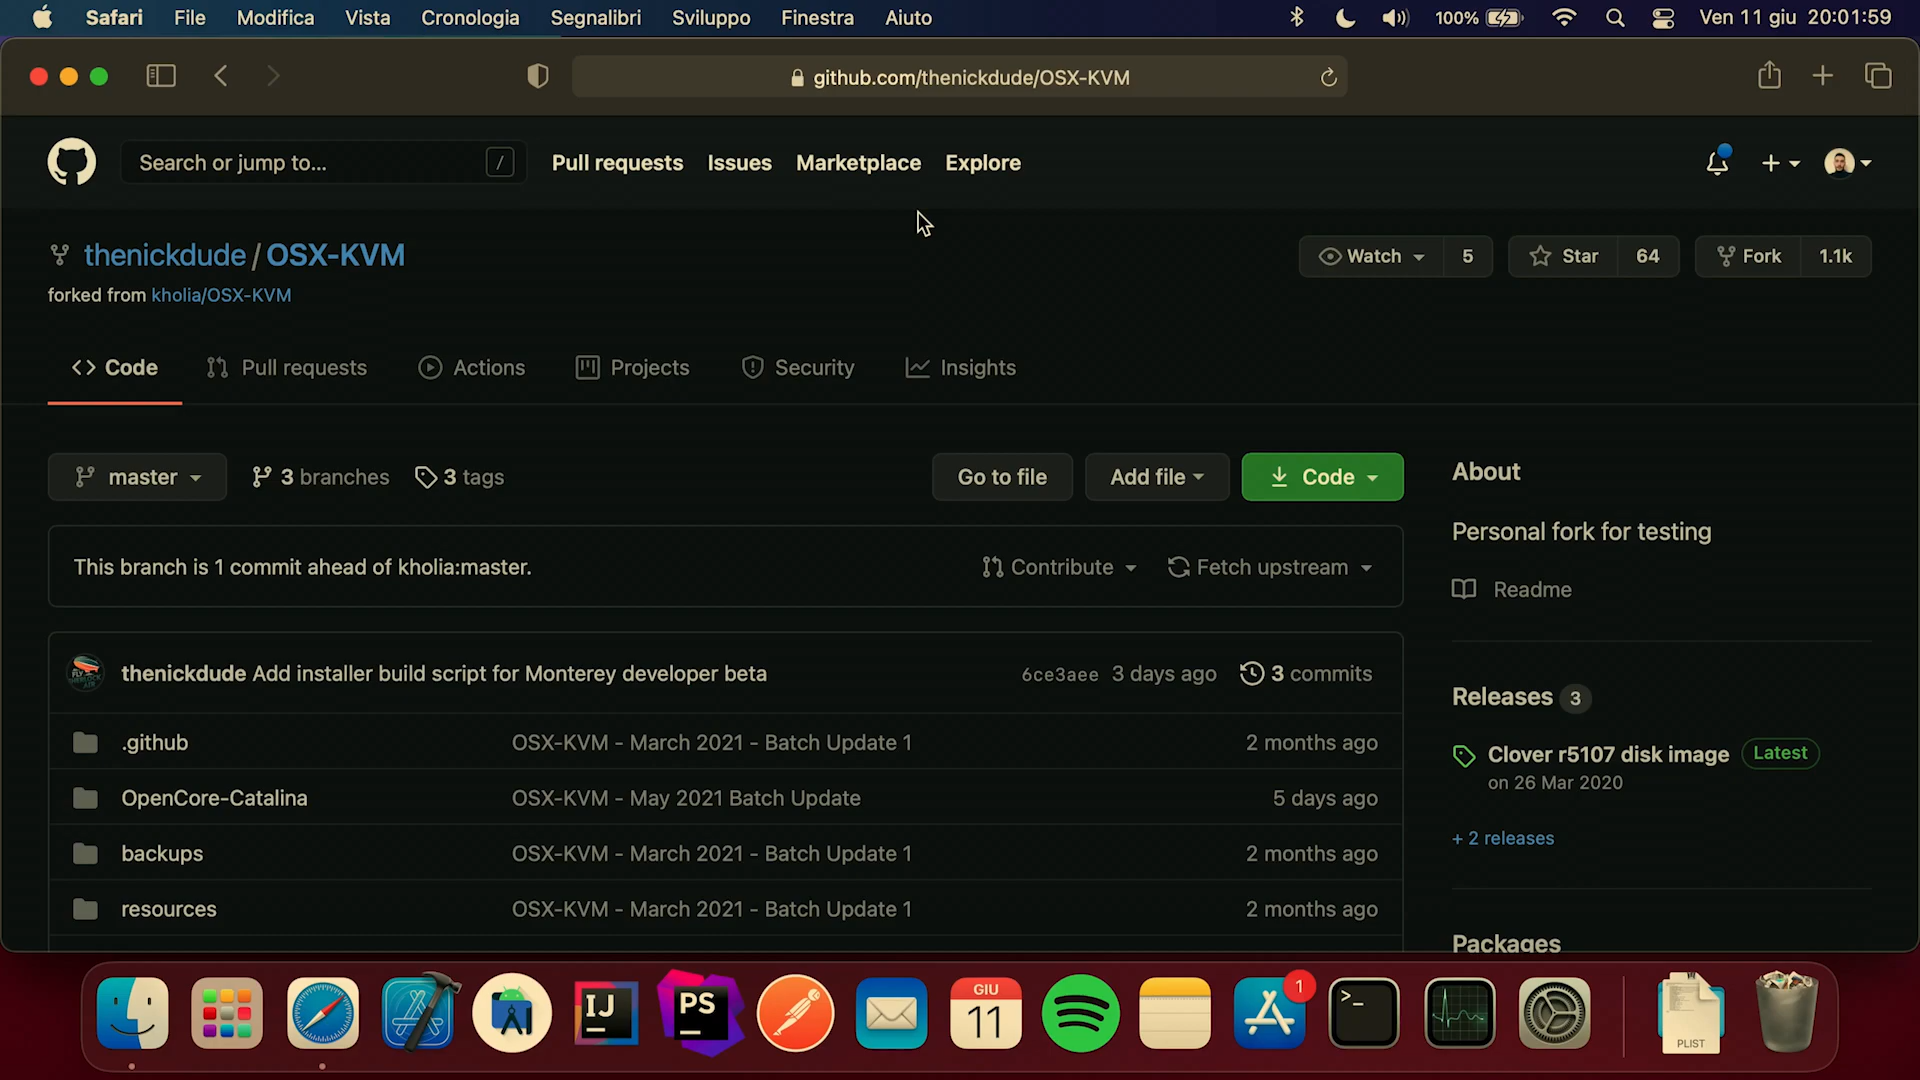 Safari File Modifica Vista Cronologia Segnalibri Sviluppo Finestra Aiuto 100% Ven 11 giu 20:01:59
github.com/thenickdude/OSX-KVM
Search or jump to... / Pull requests Issues Marketplace Explore
thenickdude / OSX-KVM Watch 5 Star 64 Fork 1.1k
forked from kholia/OSX-KVM
Code Pull requests Actions Projects Security Insights
master 3 branches 3 tags Go to file Add file Code About
Personal fork for testing
This branch is 1 commit ahead of kholia:master. Contribute Fetch upstream
Readme
thenickdude Add installer build script for Monterey developer beta 6ce3aee 3 days ago 3 commits
Releases 3
.github OSX-KVM - March 2021 - Batch Update 1 2 months ago
Clover r5107 disk image Latest
on 26 Mar 2020
OpenCore-Catalina OSX-KVM - May 2021 Batch Update 5 days ago
+ 2 releases
backups OSX-KVM - March 2021 - Batch Update 1 2 months ago
resources OSX-KVM - March 2021 - Batch Update 1 2 months ago
Packages
IJ PS GIU 1
11 >_
PLIST